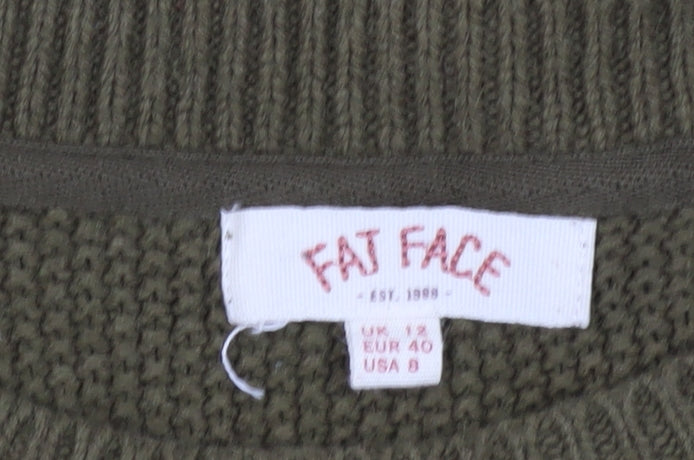 FAT FACE
- EST. 1988 -
UK 12
EUR 40
USA 8